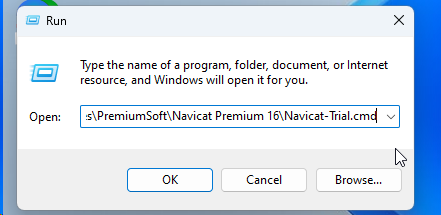 Run
Type the name of a program, folder, document, or Internet
resource, and Windows will open it for you.
Open: s\PremiumSoft\Navicat Premium 16\Navicat-Trial.cmd
OK Cancel Browse...